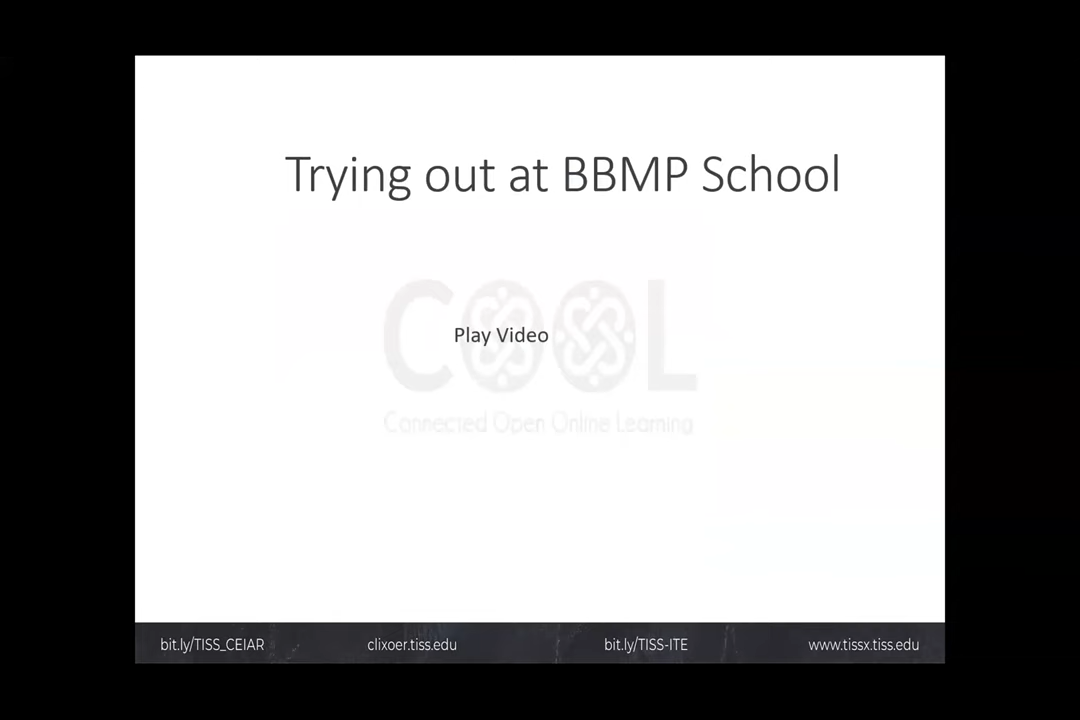 Trying out at BBMP School
COOL
Play Video
Connected Open Online Learning
bit.ly/TISS_CEIAR
clixoer.tiss.edu
bit.ly/TISS-ITE
www.tissx.tiss.edu